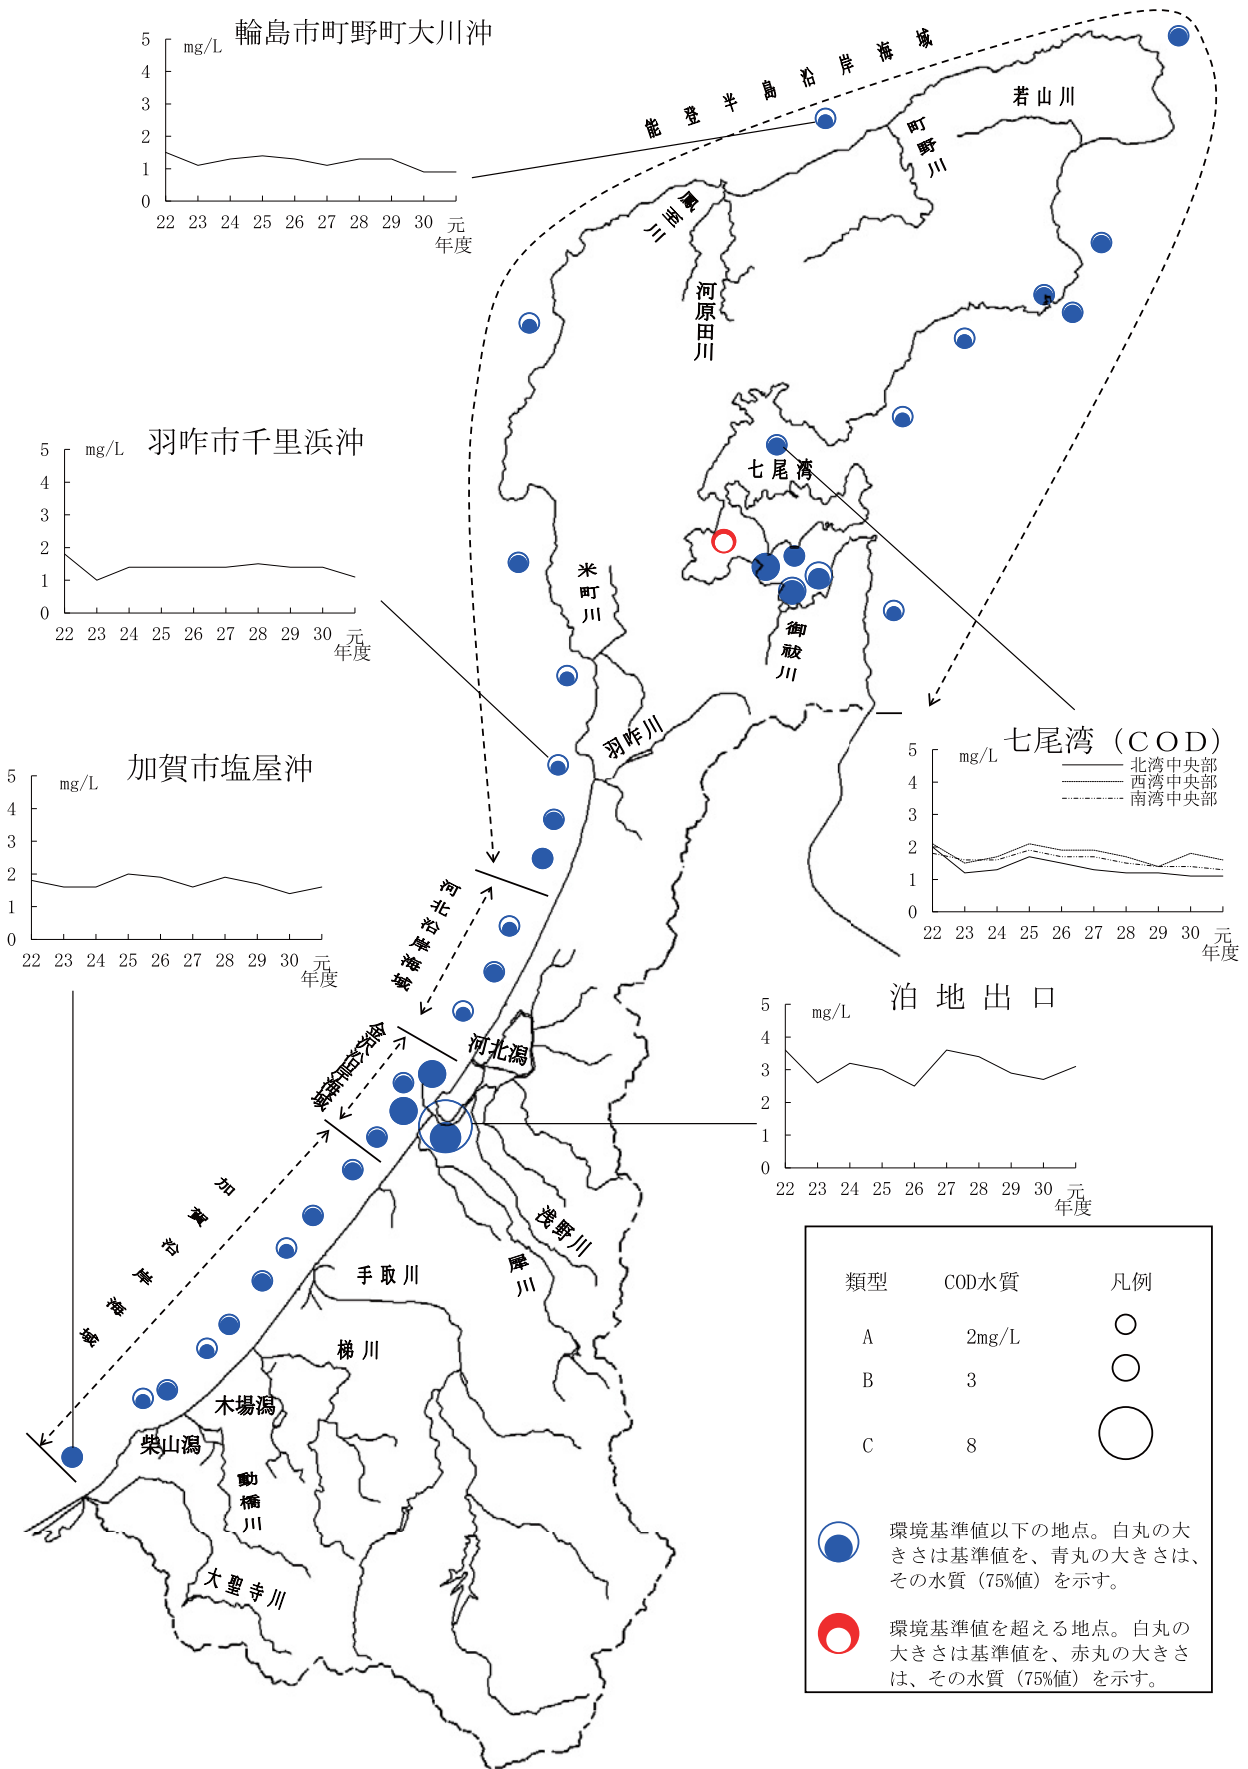 輪島市町野町大川沖
mg/L
5
4
3
2
1
0
22 23 24 25 26 27 28 29 30 元
年度
能登半島沿岸海域
若山川
町野川
鳳至川
河原田川
羽咋市千里浜沖
mg/L
5
4
3
2
1
0
22 23 24 25 26 27 28 29 30 元
年度
七尾湾
米町川
御祓川
羽咋川
加賀市塩屋沖
mg/L
5
4
3
2
1
0
22 23 24 25 26 27 28 29 30 元
年度
七尾湾(COD)
mg/L
北湾中央部
西湾中央部
南湾中央部
5
4
3
2
1
0
22 23 24 25 26 27 28 29 30 元
年度
河北沿岸海域
金沢沿岸海域
加賀沿岸海域
河北潟
泊地出口
mg/L
5
4
3
2
1
0
22 23 24 25 26 27 28 29 30 元
年度
浅野川
犀川
手取川
梯川
木場潟
柴山潟
動橋川
大聖寺川
類型 COD水質 凡例
A 2mg/L
B 3
C 8
環境基準値以下の地点。白丸の大
きさは基準値を、青丸の大きさは、
その水質(75%値)を示す。
環境基準値を超える地点。白丸の
大きさは基準値を、赤丸の大きさ
は、その水質(75%値)を示す。